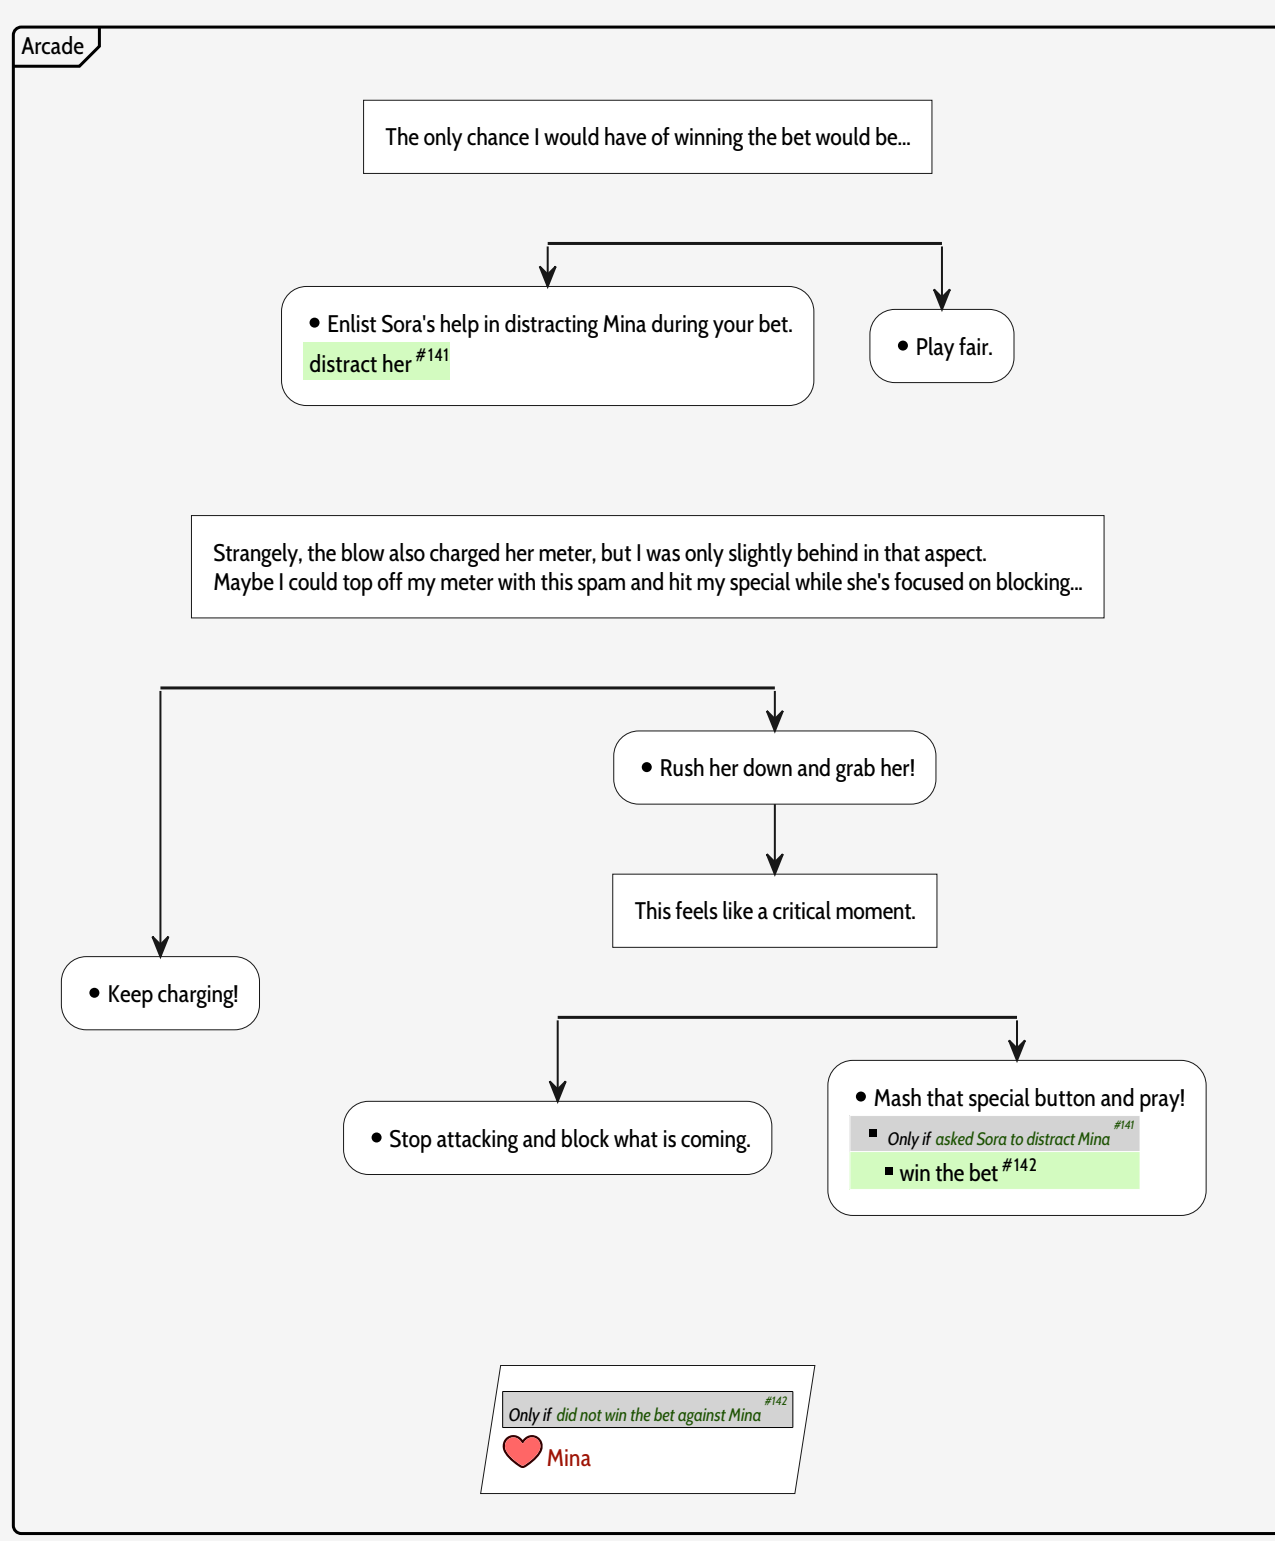 Arcade
The only chance I would have of winning the bet would be...
• Enlist Sora's help in distracting Mina during your bet.
distract her #141
• Play fair.
Strangely, the blow also charged her meter, but I was only slightly behind in that aspect.
Maybe I could top off my meter with this spam and hit my special while she's focused on blocking...
• Rush her down and grab her!
This feels like a critical moment.
• Keep charging!
• Stop attacking and block what is coming.
• Mash that special button and pray!
▪ Only if asked Sora to distract Mina #141
▪ win the bet #142
Only if did not win the bet against Mina #142
Mina